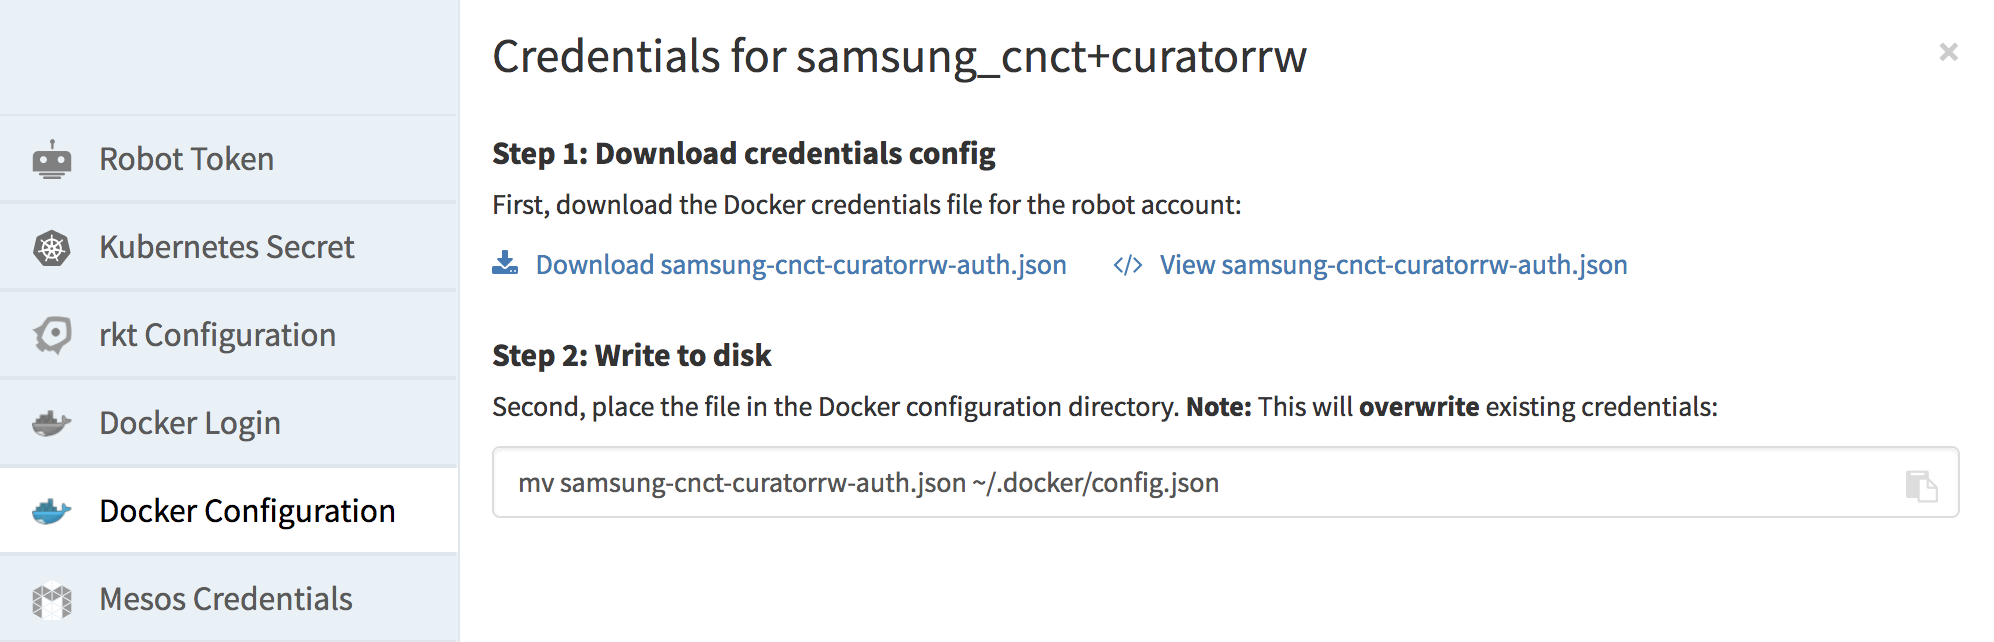 Credentials for samsung_cnct+curatorrw
Robot Token
Kubernetes Secret
rkt Configuration
Docker Login
Docker Configuration
Mesos Credentials
Step 1: Download credentials config
First, download the Docker credentials file for the robot account:
Download samsung-cnct-curatorrw-auth.json </> View samsung-cnct-curatorrw-auth.json
Step 2: Write to disk
Second, place the file in the Docker configuration directory. Note: This will overwrite existing credentials:
mv samsung-cnct-curatorrw-auth.json ~/.docker/config.json